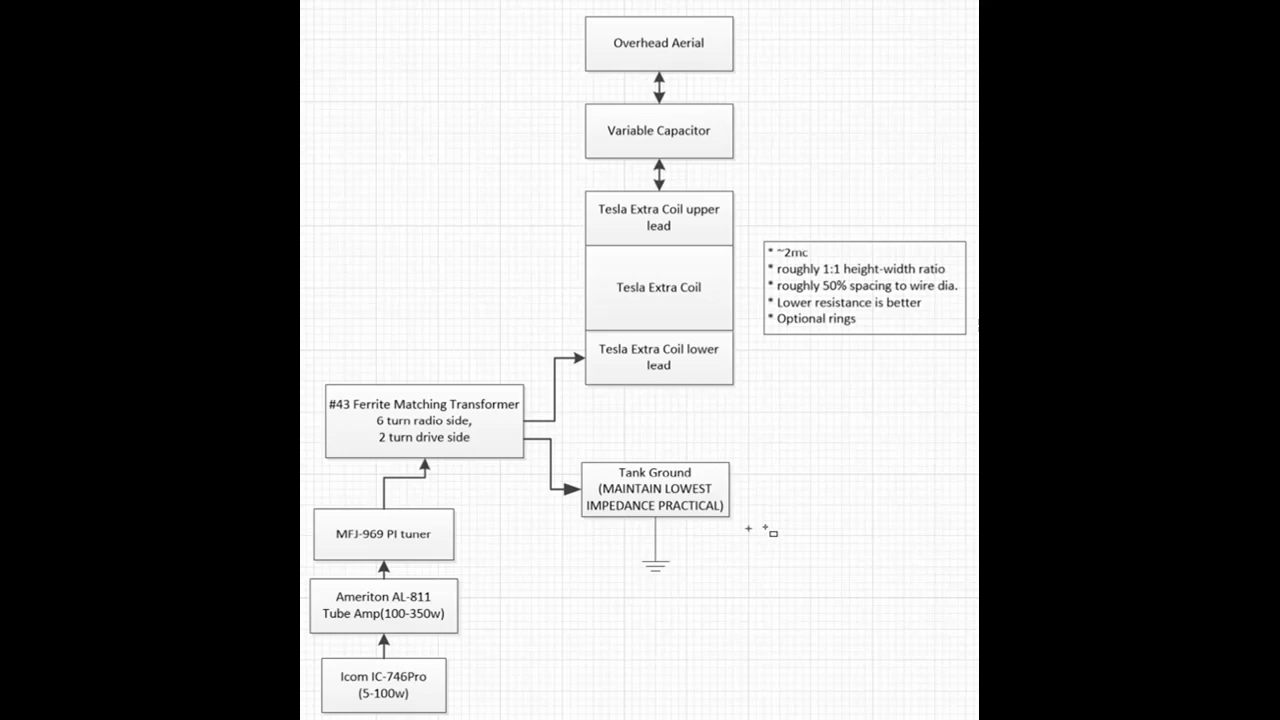 Overhead Aerial
Variable Capacitor
Tesla Extra Coil upper
lead
Tesla Extra Coil
Tesla Extra Coil lower
lead
* ~2mc
* roughly 1:1 height-width ratio
* roughly 50% spacing to wire dia.
* Lower resistance is better
* Optional rings
#43 Ferrite Matching Transformer
6 turn radio side,
2 turn drive side
Tank Ground
(MAINTAIN LOWEST
IMPEDANCE PRACTICAL)
MFJ-969 PI tuner
Ameriton AL-811
Tube Amp(100-350w)
Icom IC-746Pro
(5-100w)